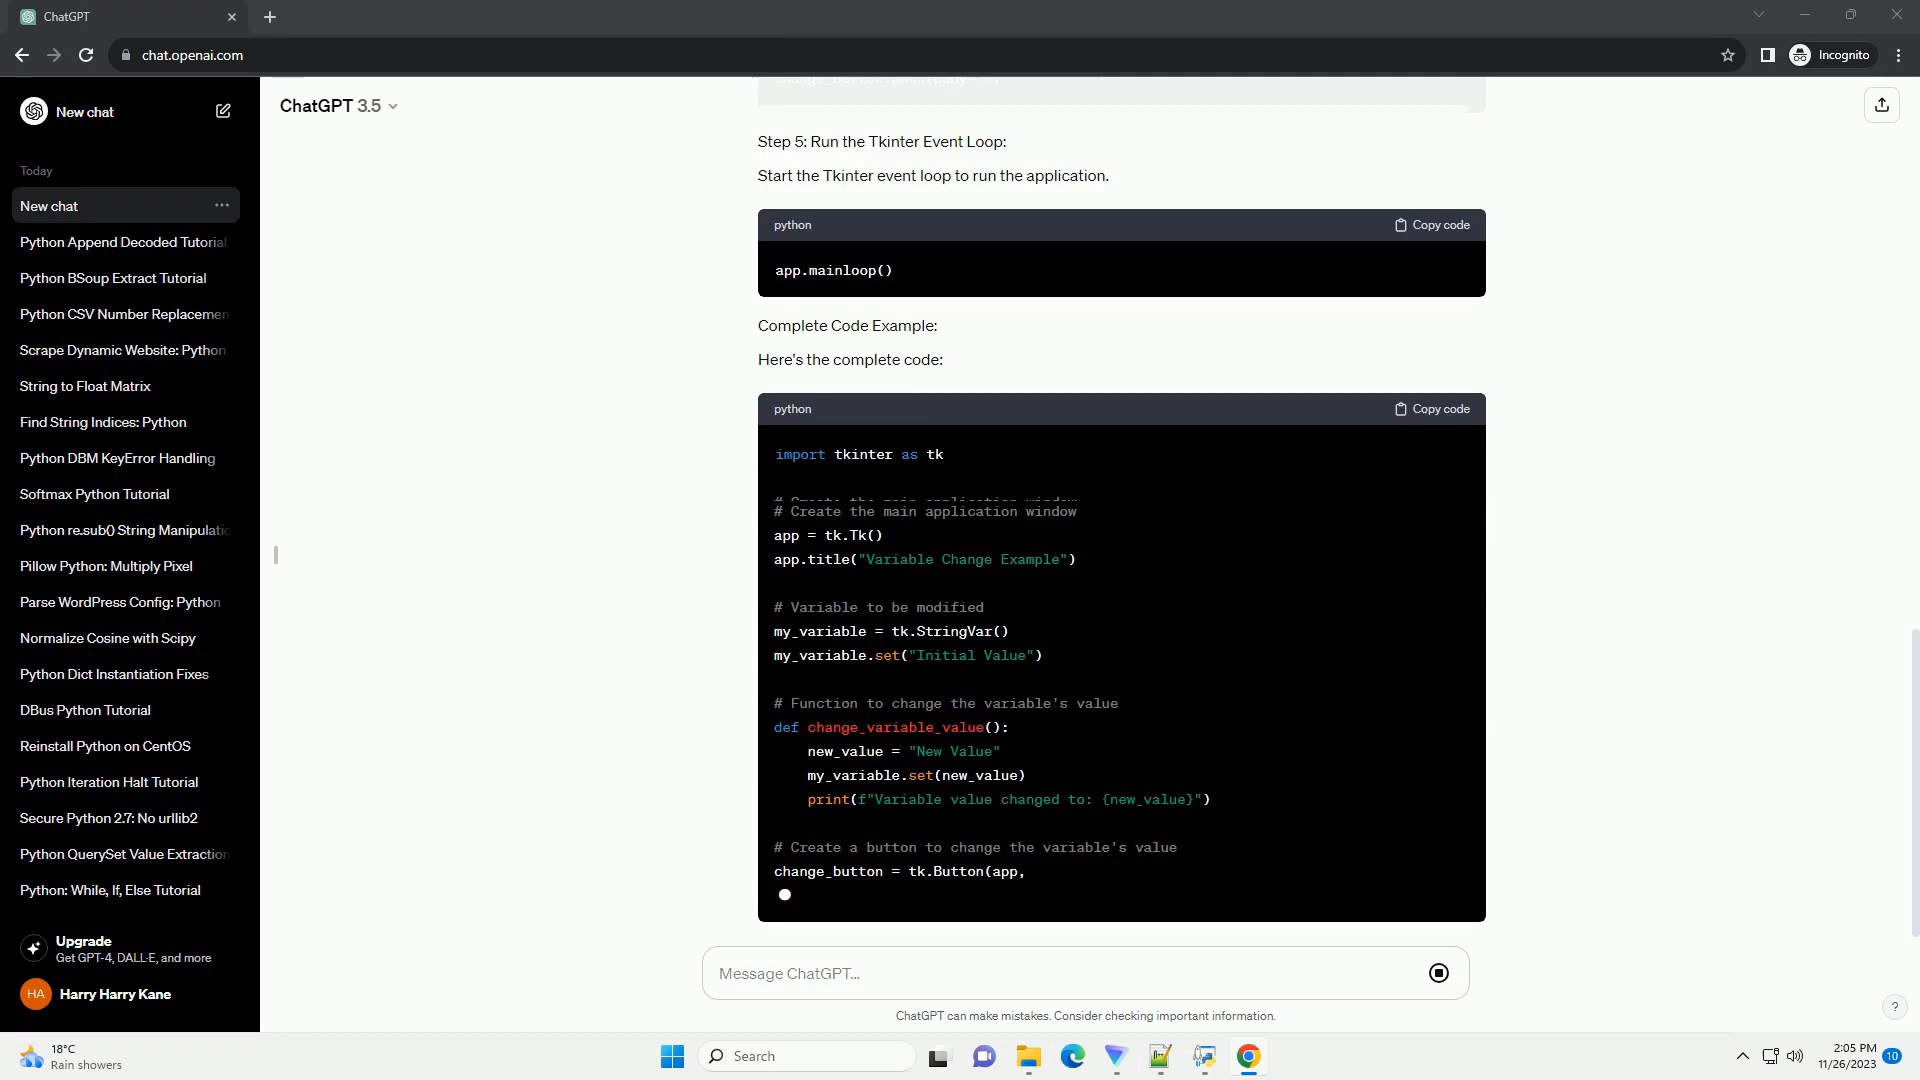 ChatGPT
chat.openai.com
Incognito
New chat
Today
New chat
Python Append Decoded Tutorial
Python BSoup Extract Tutorial
Python CSV Number Replacemen
Scrape Dynamic Website: Python
String to Float Matrix
Find String Indices: Python
Python DBM KeyError Handling
Softmax Python Tutorial
Python re.sub() String Manipulatio
Pillow Python: Multiply Pixel
Parse WordPress Config: Python
Normalize Cosine with Scipy
Python Dict Instantiation Fixes
DBus Python Tutorial
Reinstall Python on CentOS
Python Iteration Halt Tutorial
Secure Python 2.7: No urllib2
Python QuerySet Value Extraction
Python: While, If, Else Tutorial
Upgrade
Get GPT-4, DALL·E, and more
HA Harry Harry Kane
ChatGPT 3.5
Step 5: Run the Tkinter Event Loop:
Start the Tkinter event loop to run the application.
python Copy code
app.mainloop()
Complete Code Example:
Here's the complete code:
python Copy code
import tkinter as tk
# Create the main application window
# Create the main application window
app = tk.Tk()
app.title("Variable Change Example")
# Variable to be modified
my_variable = tk.StringVar()
my_variable.set("Initial Value")
# Function to change the variable's value
def change_variable_value():
    new_value = "New Value"
    my_variable.set(new_value)
    print(f"Variable value changed to: {new_value}")
# Create a button to change the variable's value
change_button = tk.Button(app,
Message ChatGPT...
ChatGPT can make mistakes. Consider checking important information.
?
18°C
Rain showers
Search
2:05 PM
11/26/2023
10